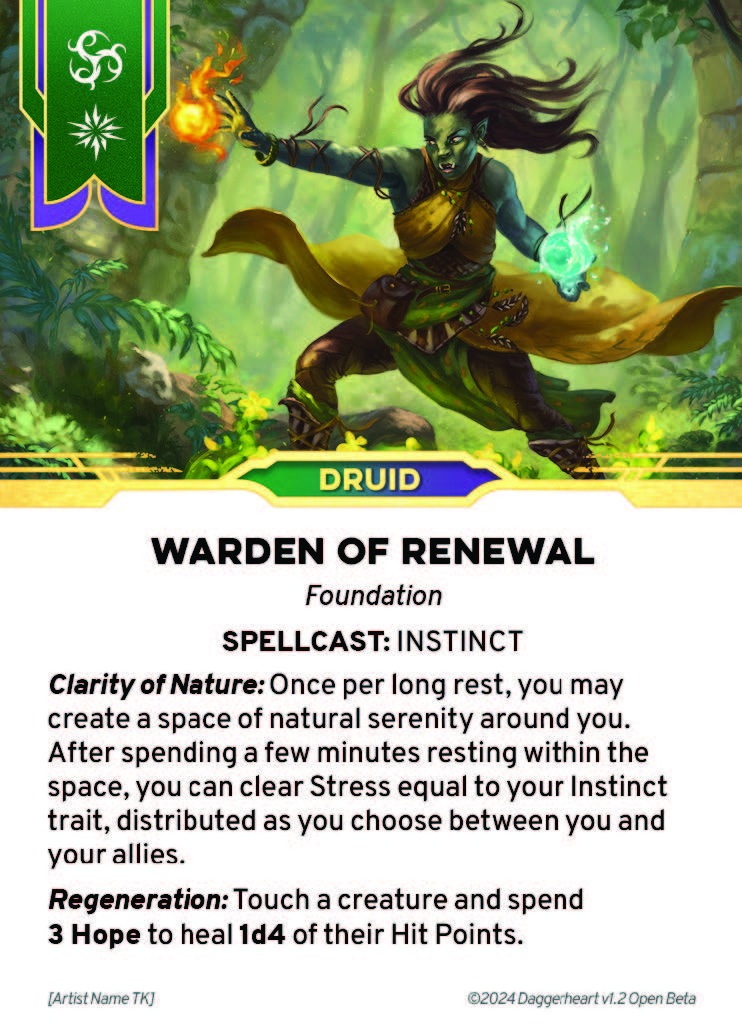 DRUID
WARDEN OF RENEWAL
Foundation
SPELLCAST: INSTINCT
Clarity of Nature: Once per long rest, you may
create a space of natural serenity around you.
After spending a few minutes resting within the
space, you can clear Stress equal to your Instinct
trait, distributed as you choose between you and
your allies.
Regeneration: Touch a creature and spend
3 Hope to heal 1d4 of their Hit Points.
[Artist Name TK]
©2024 Daggerheart v1.2 Open Beta